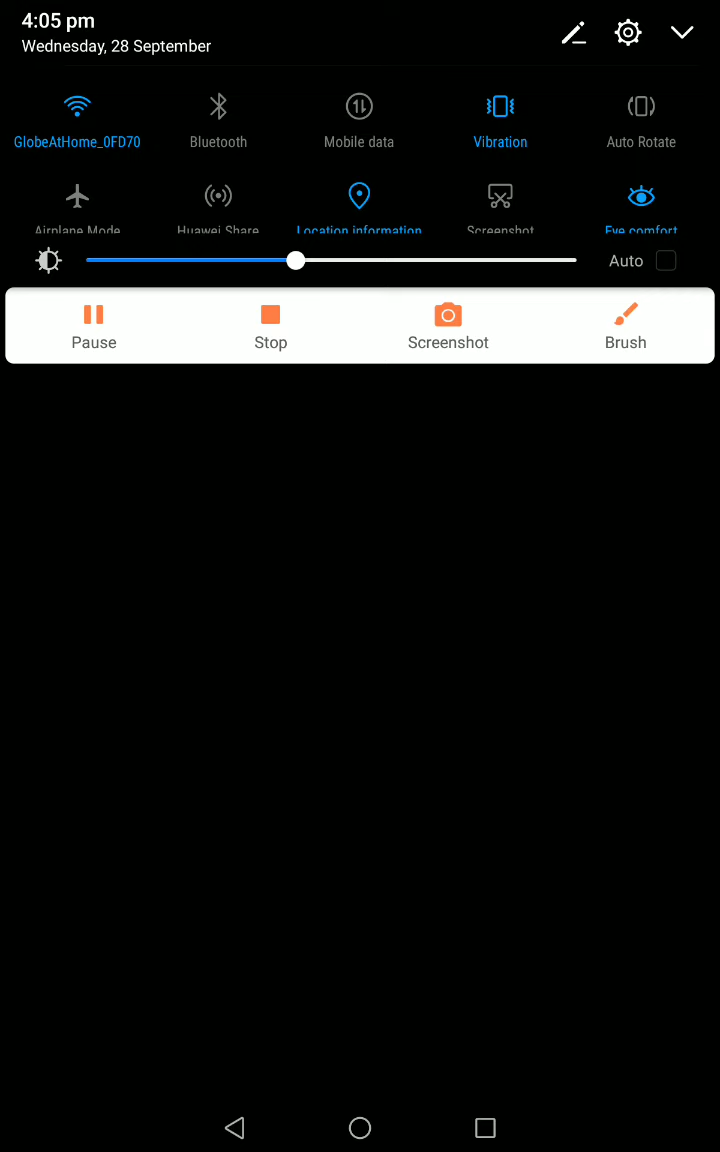 4:05 pm
Wednesday, 28 September
GlobeAtHome_0FD70
Bluetooth
Mobile data
Vibration
Auto Rotate
Airplane Mode
Huawei Share
Location information
Screenshot
Eye comfort
Auto
Pause
Stop
Screenshot
Brush